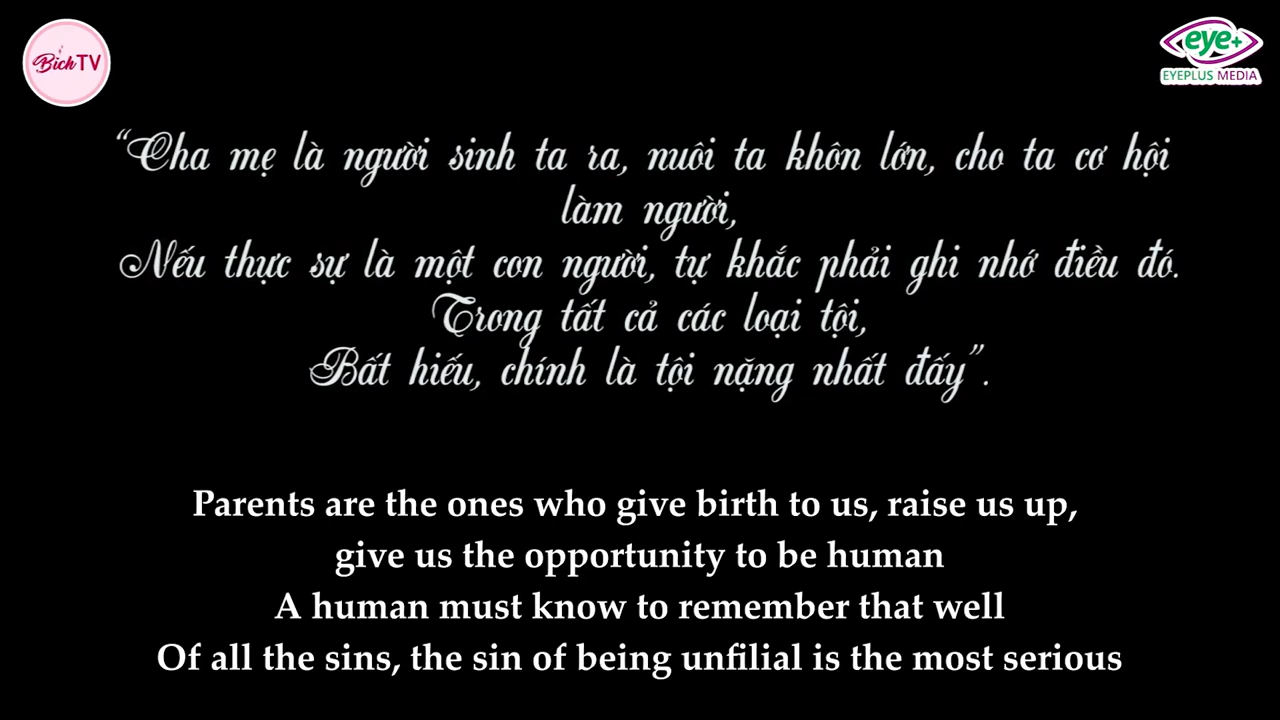 Bích TV
eye+
EYEPLUS MEDIA
“Cha mẹ là người sinh ta ra, nuôi ta khôn lớn, cho ta cơ hội
làm người,
Nếu thực sự là một con người, tự khắc phải ghi nhớ điều đó.
Trong tất cả các loại tội,
Bất hiếu, chính là tội nặng nhất đấy”.
Parents are the ones who give birth to us, raise us up,
give us the opportunity to be human
A human must know to remember that well
Of all the sins, the sin of being unfilial is the most serious